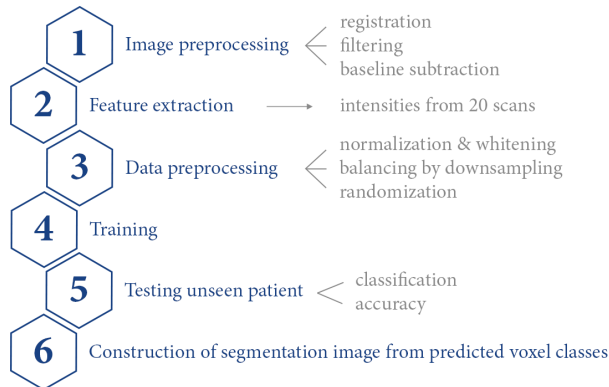 1 Image preprocessing
registration
filtering
baseline subtraction
2 Feature extraction
intensities from 20 scans
3 Data preprocessing
normalization & whitening
balancing by downsampling
randomization
4 Training
5 Testing unseen patient
classification
accuracy
6 Construction of segmentation image from predicted voxel classes